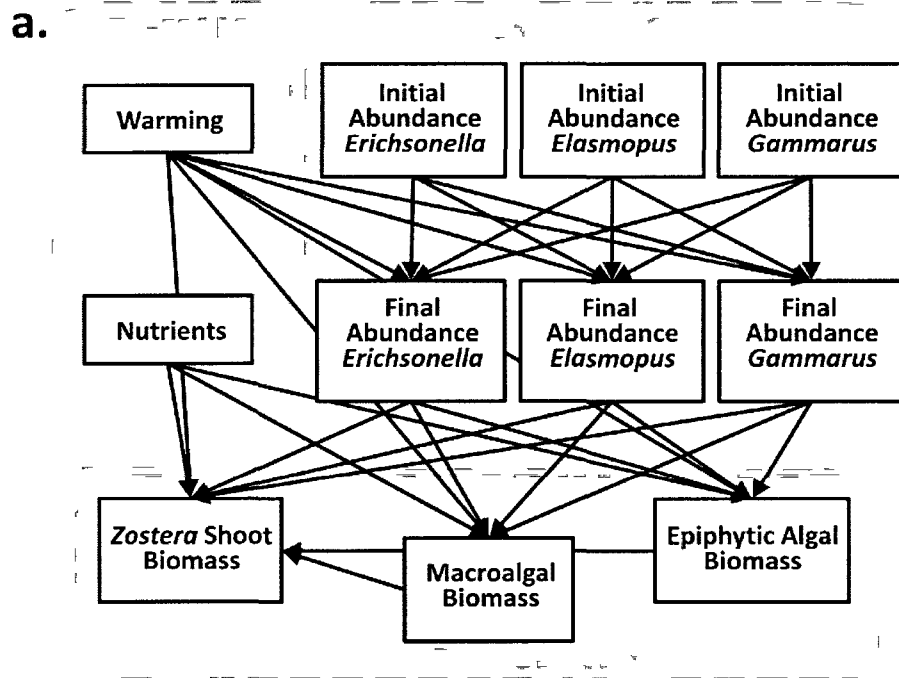 a.
Warming
Initial
Abundance
Erichsonella
Initial
Abundance
Elasmopus
Initial
Abundance
Gammarus
Nutrients
Final
Abundance
Erichsonella
Final
Abundance
Elasmopus
Final
Abundance
Gammarus
Zostera Shoot
Biomass
Macroalgal
Biomass
Epiphytic Algal
Biomass